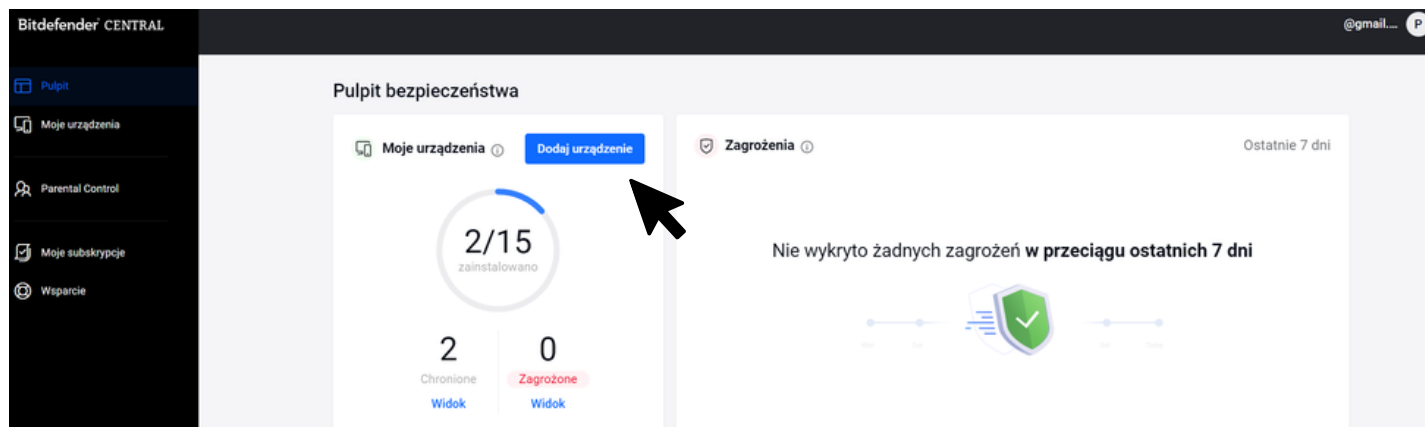 Bitdefender CENTRAL
@gmail.... P
Pulpit
Moje urządzenia
Parental Control
Moje subskrypcje
Wsparcie
Pulpit bezpieczeństwa
Moje urządzenia
Dodaj urządzenie
2/15
zainstalowano
2
Chronione
Widok
0
Zagrożone
Widok
Zagrożenia
Ostatnie 7 dni
Nie wykryto żadnych zagrożeń w przeciągu ostatnich 7 dni